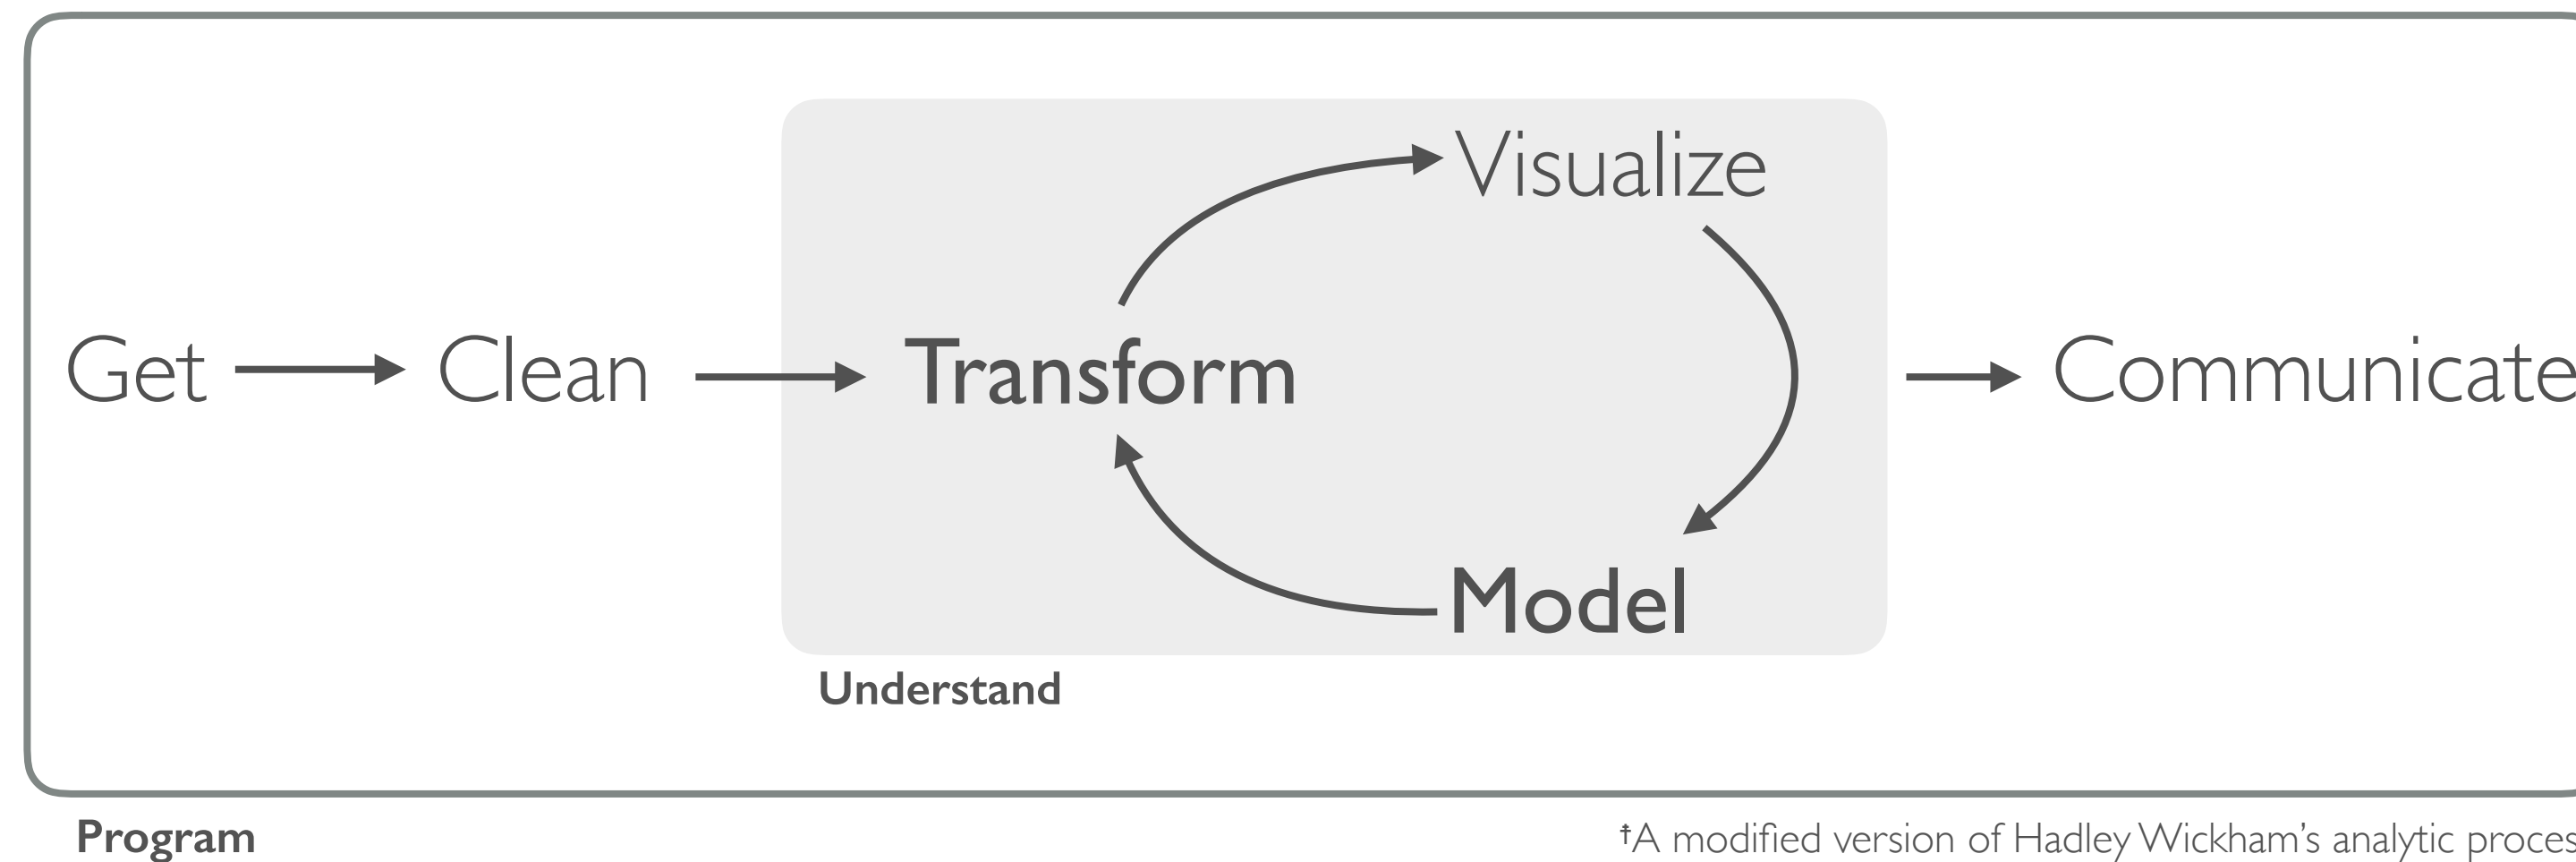 Visualize
Get
Clean
Transform
Communicate
Model
Understand
Program
†A modified version of Hadley Wickham's analytic proces